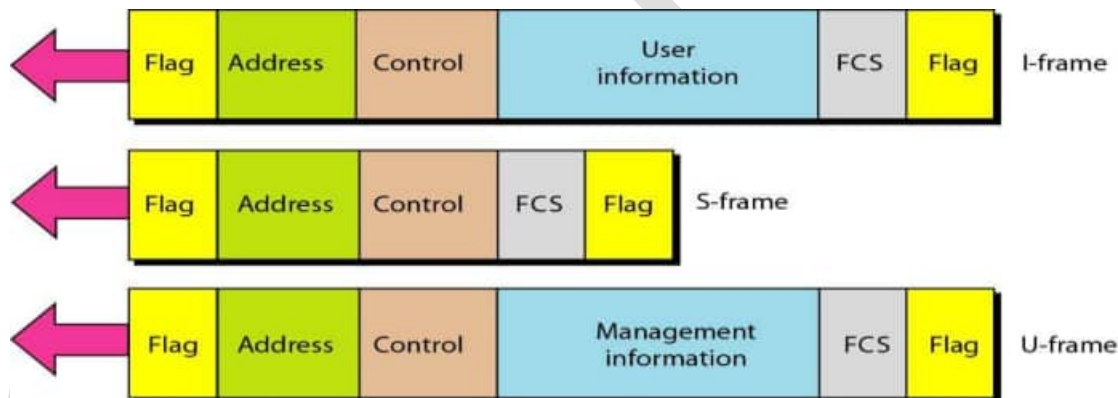 Flag Address Control User information FCS Flag I-frame
Flag Address Control FCS Flag S-frame
Flag Address Control Management information FCS Flag U-frame